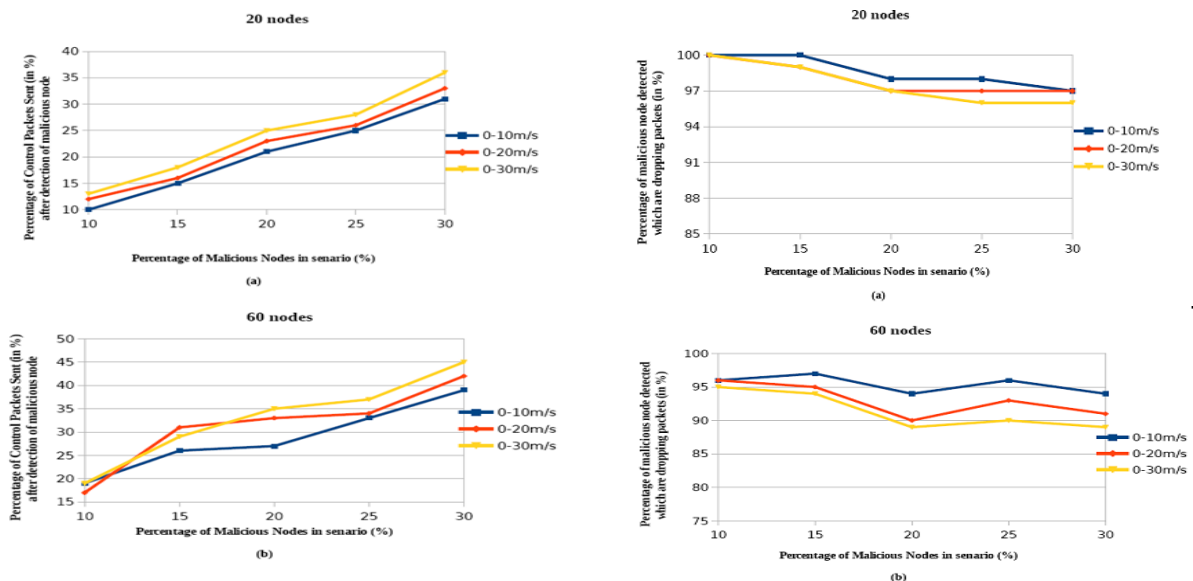 20 nodes
Percentage of Control Packets Sent (in %)
after detection of malicious node
40
35
30
25
20
15
10
10 15 20 25 30
0-10m/s
0-20m/s
0-30m/s
Percentage of Malicious Nodes in senario (%)
(a)
20 nodes
Percentage of malicious node detected
which are dropping packets (in %)
100
97
94
91
88
85
10 15 20 25 30
0-10m/s
0-20m/s
0-30m/s
Percentage of Malicious Nodes in senario (%)
(a)
60 nodes
Percentage of Control Packets Sent (in %)
after detection of malicious node
50
45
40
35
30
25
20
15
10 15 20 25 30
0-10m/s
0-20m/s
0-30m/s
Percentage of Malicious Nodes in senario (%)
(b)
60 nodes
Percentage of malicious node detected
which are dropping packets (in %)
100
95
90
85
80
75
10 15 20 25 30
0-10m/s
0-20m/s
0-30m/s
Percentage of Malicious Nodes in senario (%)
(b)